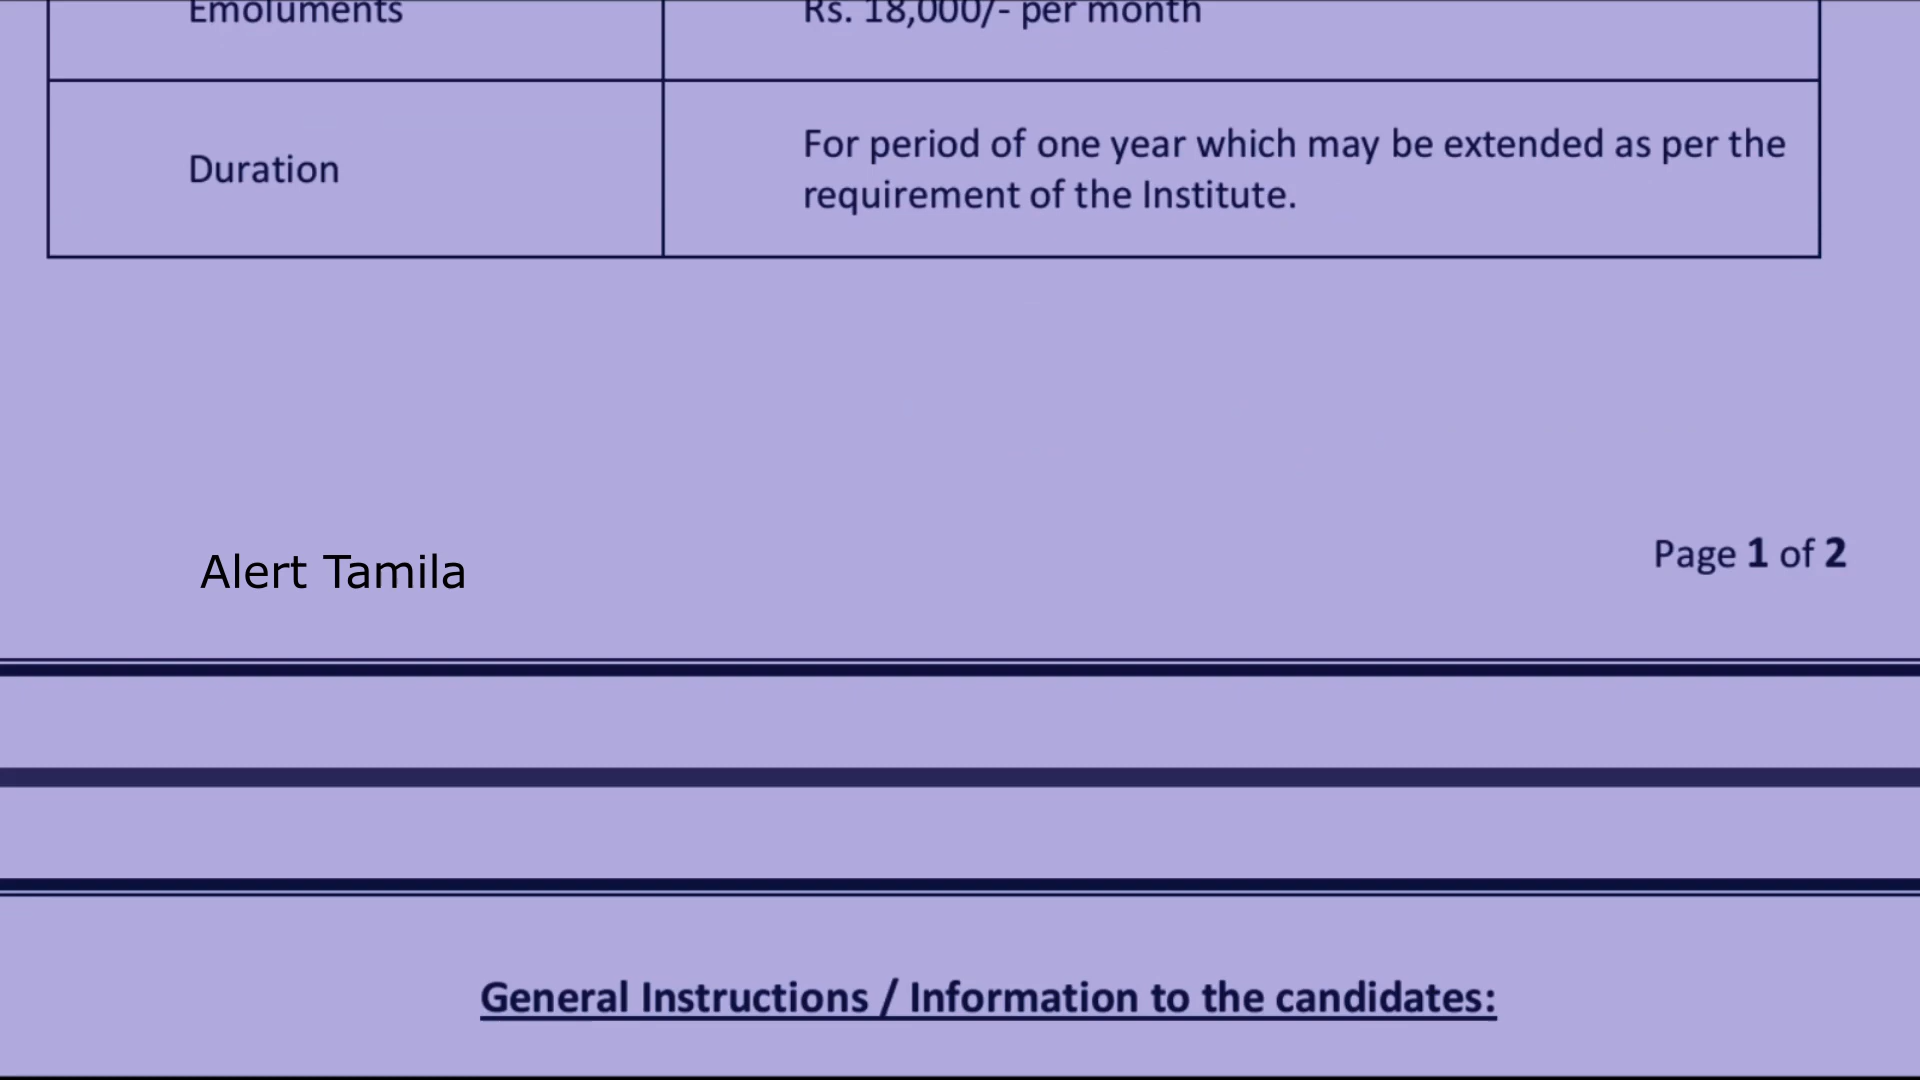 Emoluments Rs. 18,000/- per month
For period of one year which may be extended as per the
Duration
requirement of the Institute.
Page 1 of 2
Alert Tamila
General Instructions / Information to the candidates: